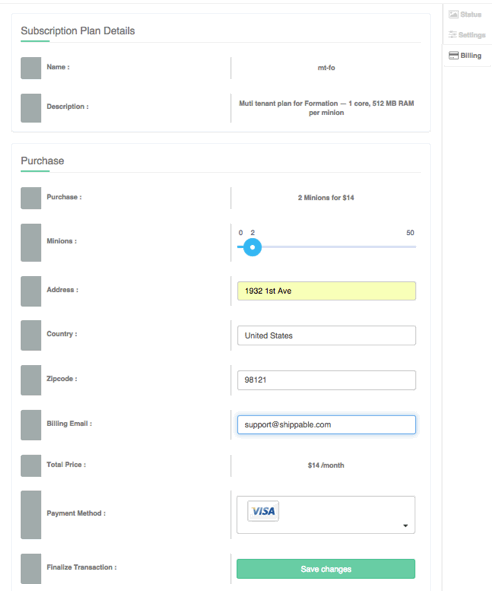 Subscription Plan Details
Name :
mt-fo
Description :
Muti tenant plan for Formation — 1 core, 512 MB RAM
per minion
Purchase
Purchase :
2 Minions for $14
Minions :
0 2 50
Address :
1932 1st Ave
Country :
United States
Zipcode :
98121
Billing Email :
support@shippable.com
Total Price :
$14 /month
Payment Method :
VISA
Finalize Transaction :
Save changes
Status
Settings
Billing